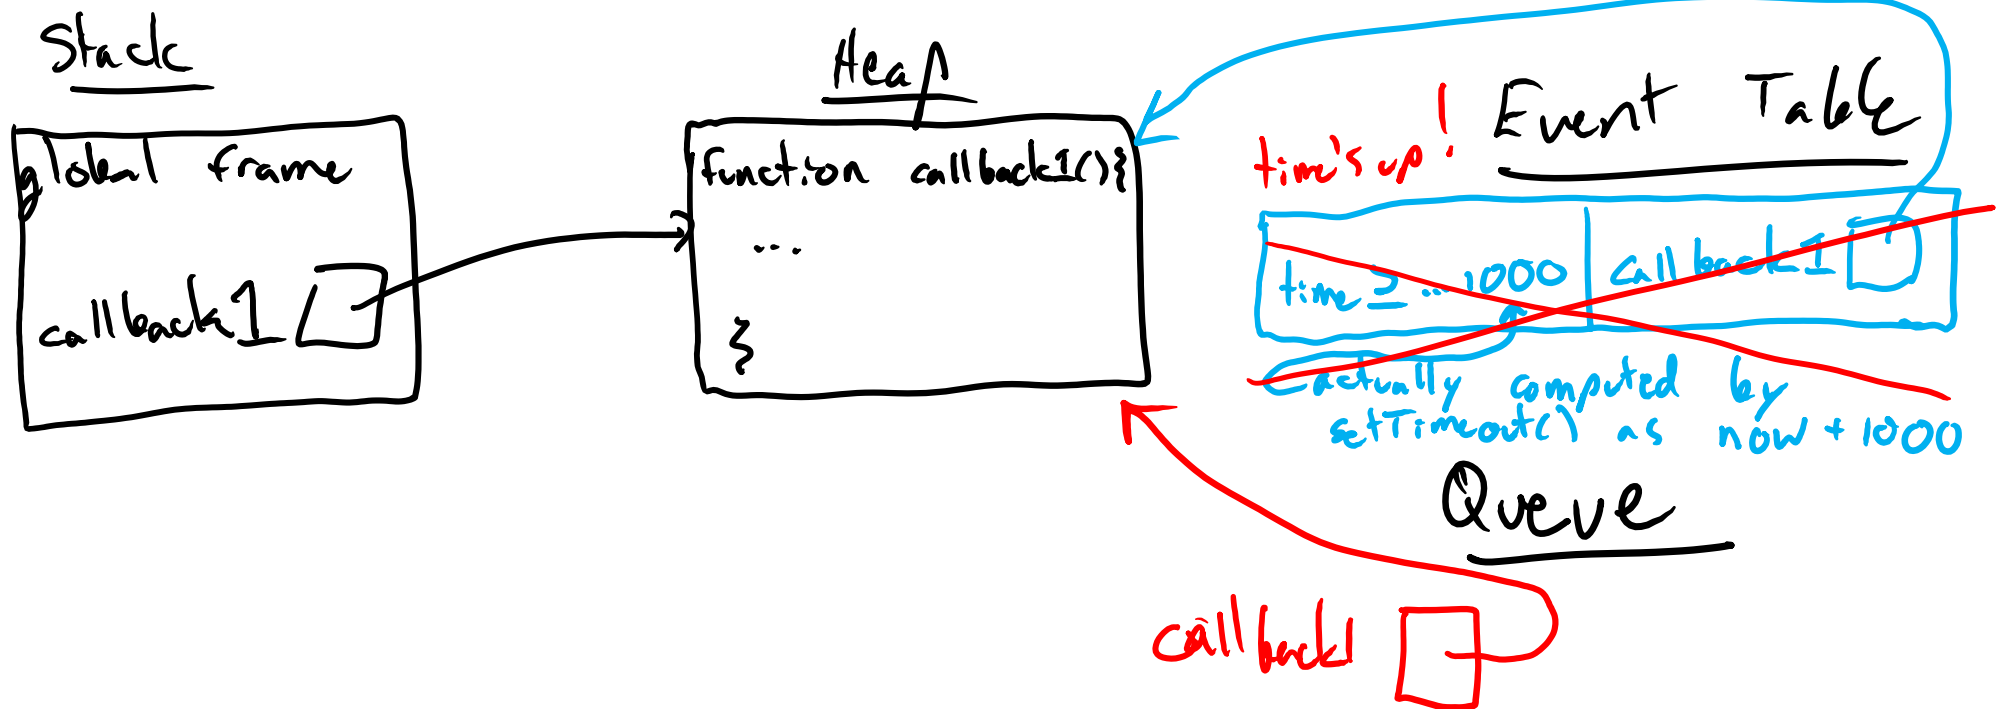 Stack
global frame
callback1
Heap
function callback1(){
...
}
Event Table
time's up!
time ≥ ...1000
callback1
actually computed by
setTimeout() as now + 1000
Queue
callback1